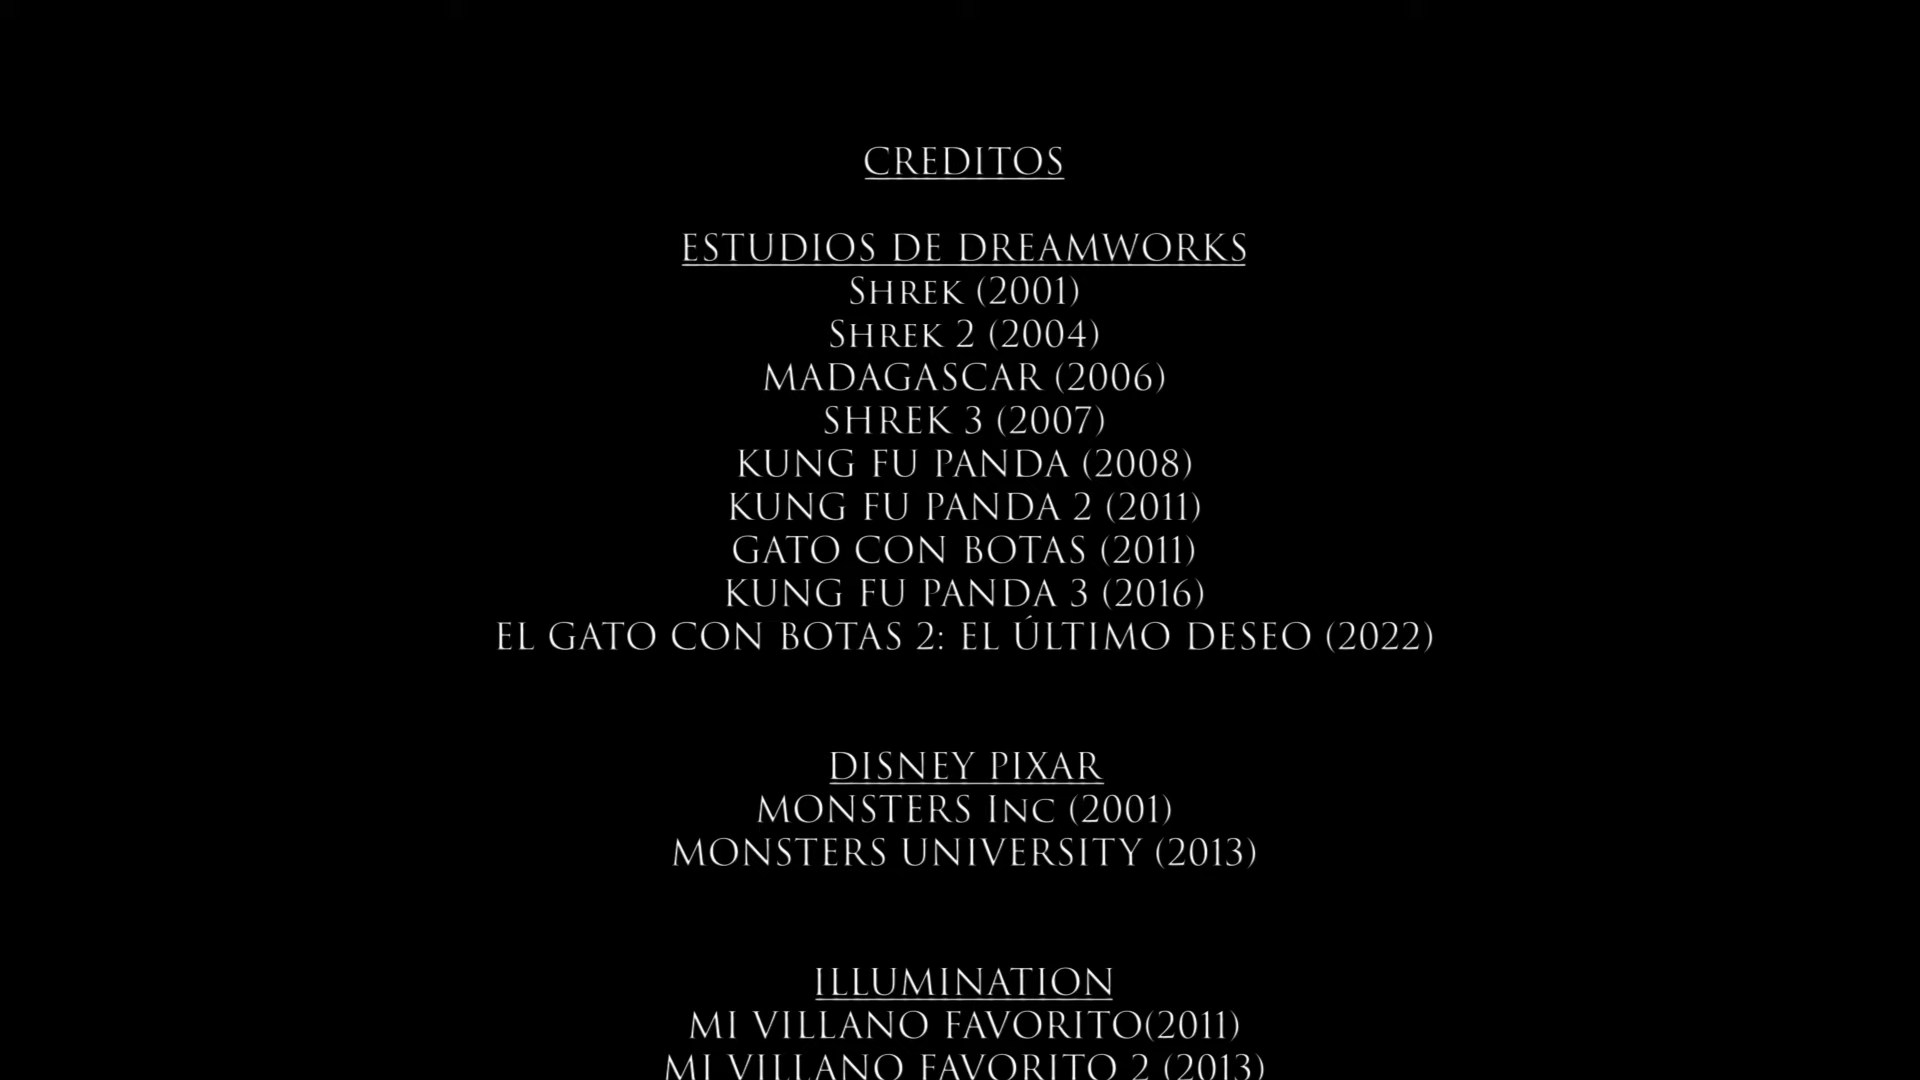 CREDITOS
ESTUDIOS DE DREAMWORKS
SHREK (2001)
SHREK 2 (2004)
MADAGASCAR (2006)
SHREK 3 (2007)
KUNG FU PANDA (2008)
KUNG FU PANDA 2 (2011)
GATO CON BOTAS (2011)
KUNG FU PANDA 3 (2016)
EL GATO CON BOTAS 2: EL ÚLTIMO DESEO (2022)
DISNEY PIXAR
MONSTERS INC (2001)
MONSTERS UNIVERSITY (2013)
ILLUMINATION
MI VILLANO FAVORITO(2011)
MI VILLANO FAVORITO 2 (2013)